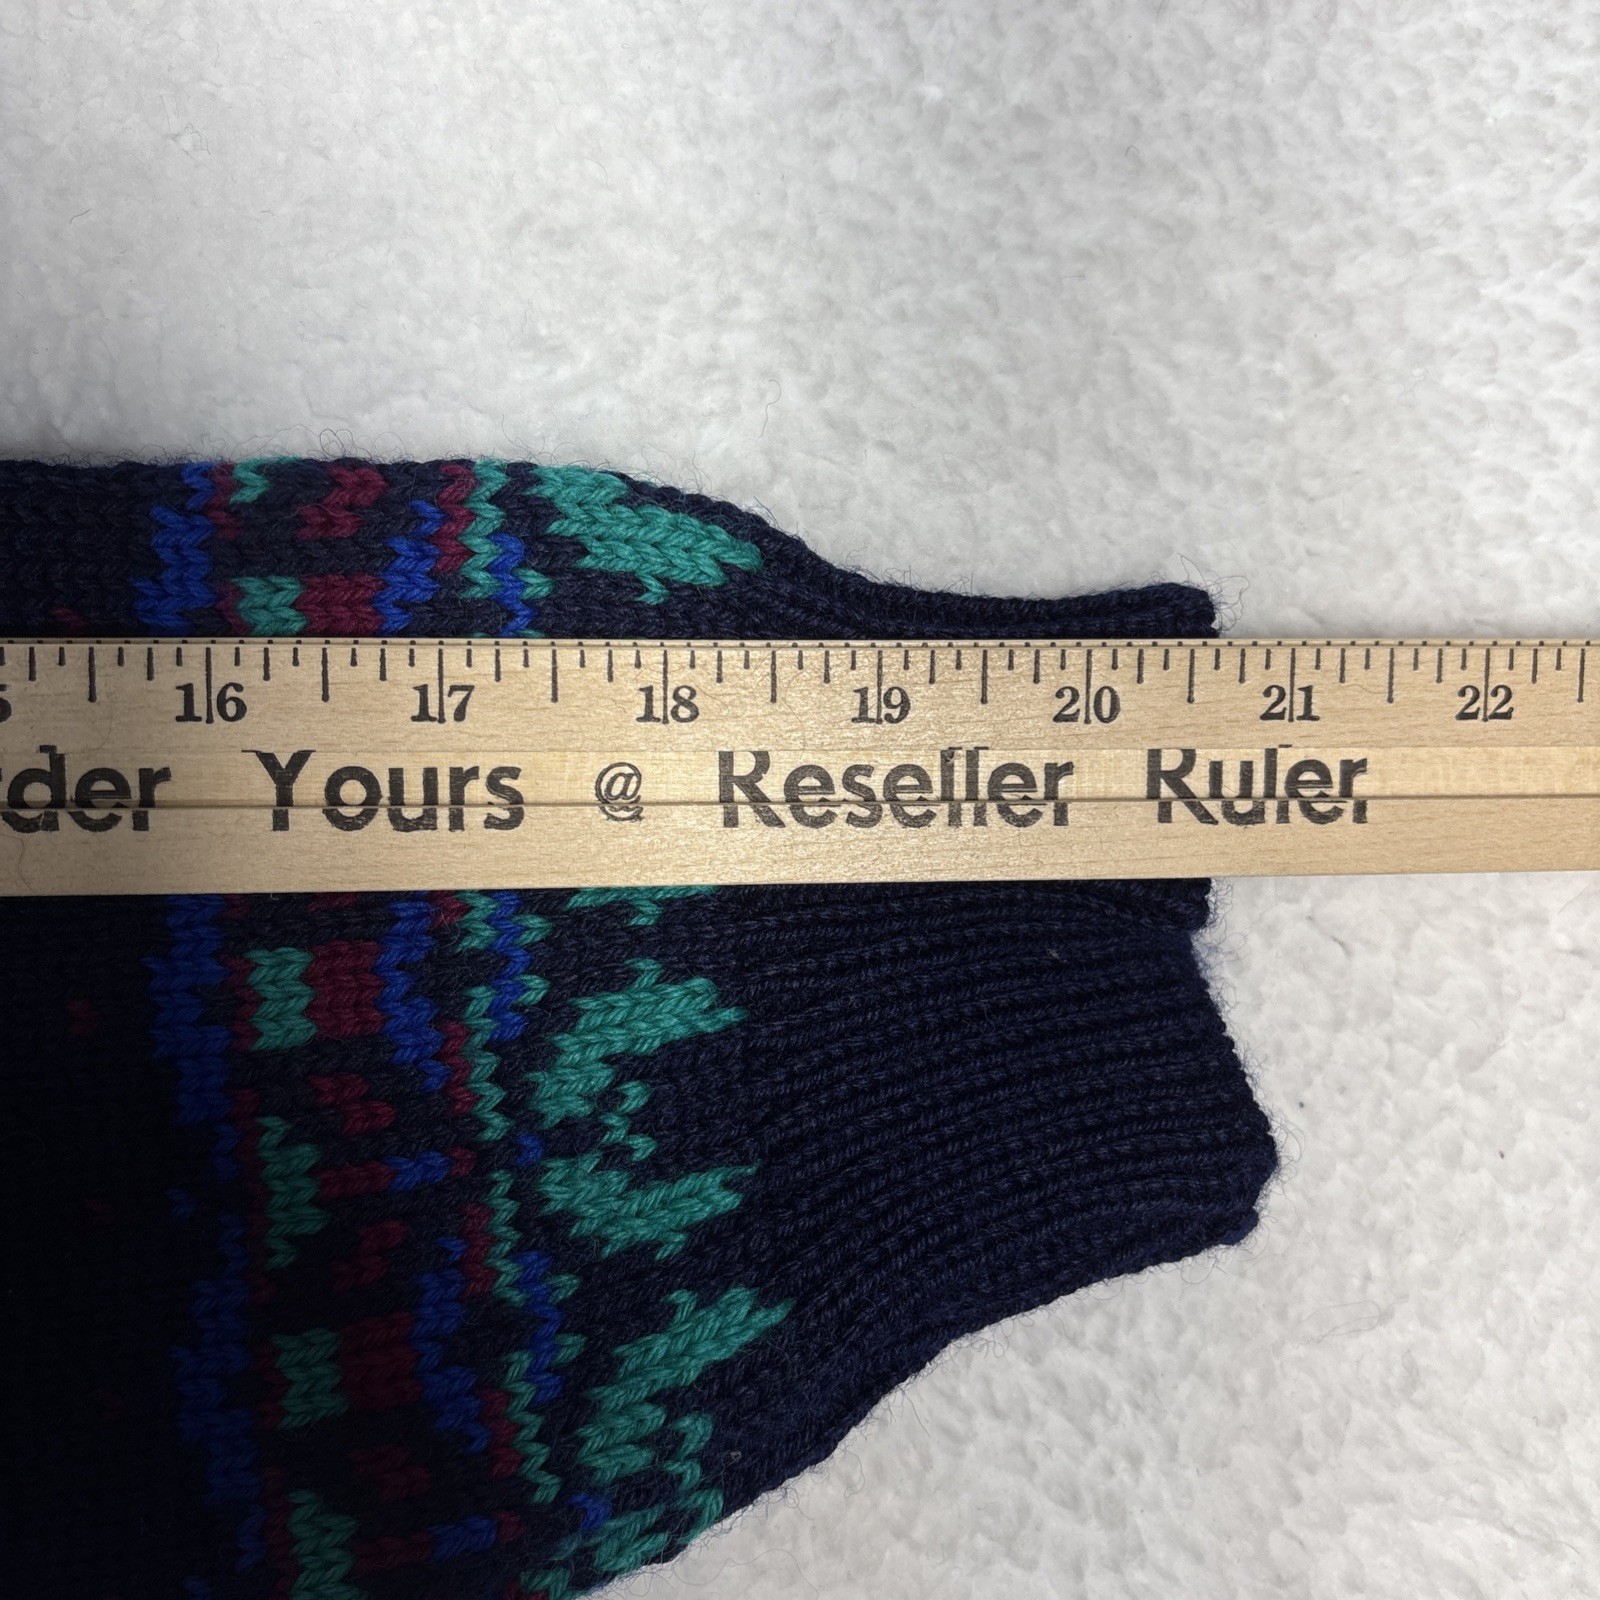 16 17 18 19 20 21 22
Yours @ Reseller Ruler